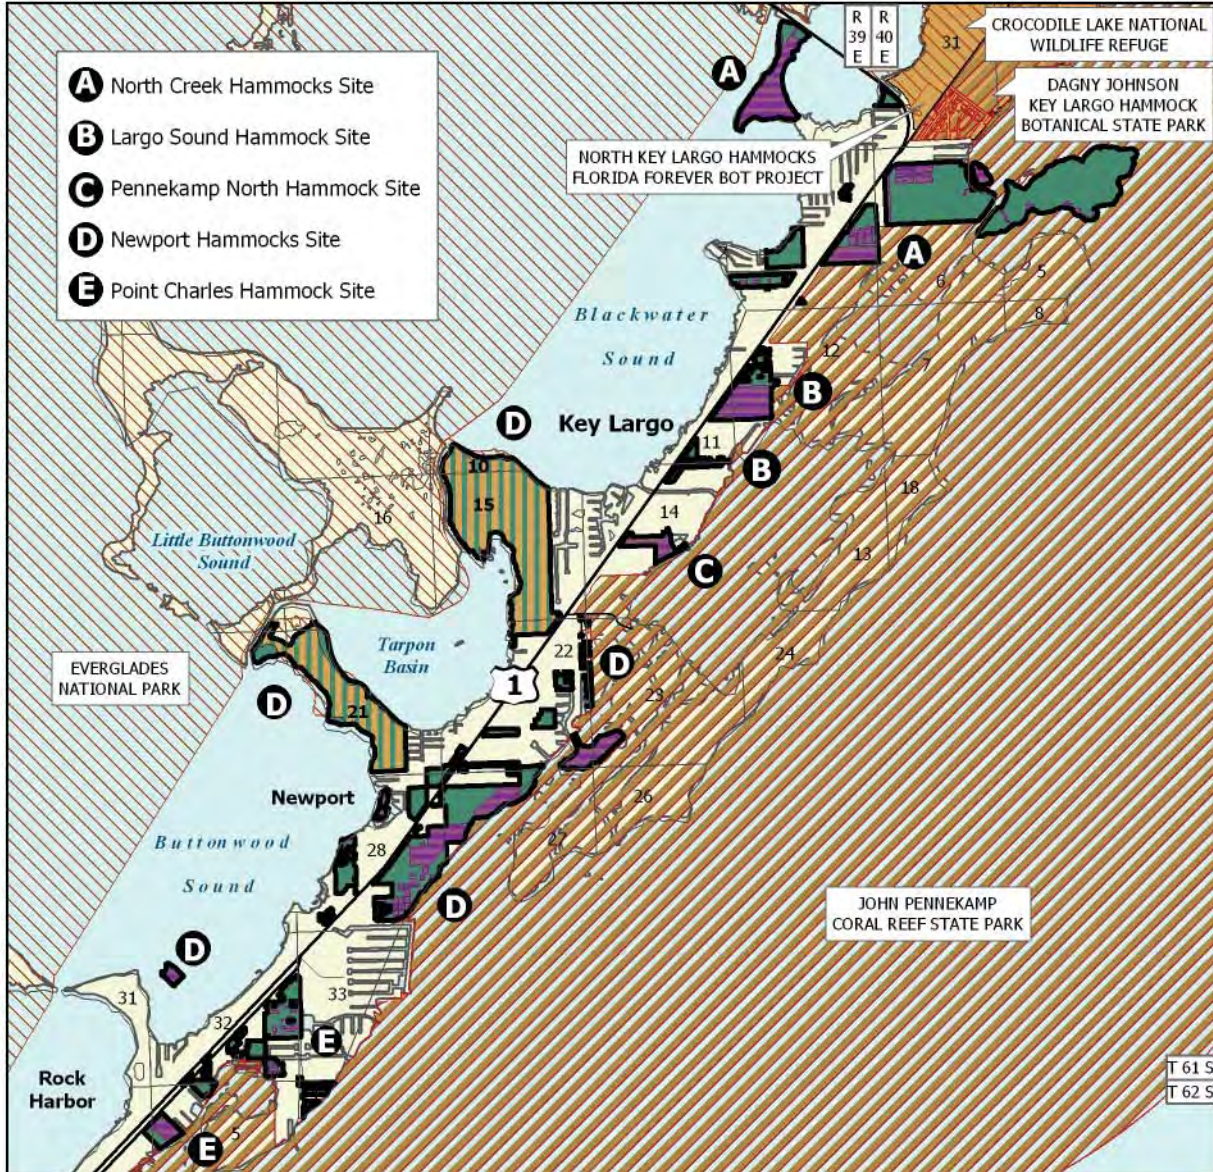 A North Creek Hammocks Site
B Largo Sound Hammock Site
C Pennekamp North Hammock Site
D Newport Hammocks Site
E Point Charles Hammock Site
R
39
E
R
40
E
31
CROCODILE LAKE NATIONAL
WILDLIFE REFUGE
DAGNY JOHNSON
KEY LARGO HAMMOCK
BOTANICAL STATE PARK
A
NORTH KEY LARGO HAMMOCKS
FLORIDA FOREVER BOT PROJECT
A
5
6
8
Blackwater
Sound
12
7
B
D
Key Largo
11
B
10
15
18
16
14
Little Buttonwood
Sound
13
C
Tarpon
Basin
22
D
24
EVERGLADES
NATIONAL PARK
1
23
D
21
D
Newport
26
27
Buttonwood
Sound
28
D
JOHN PENNEKAMP
CORAL REEF STATE PARK
D
31
33
32
E
Rock
Harbor
T 61 S
T 62 S
5
E